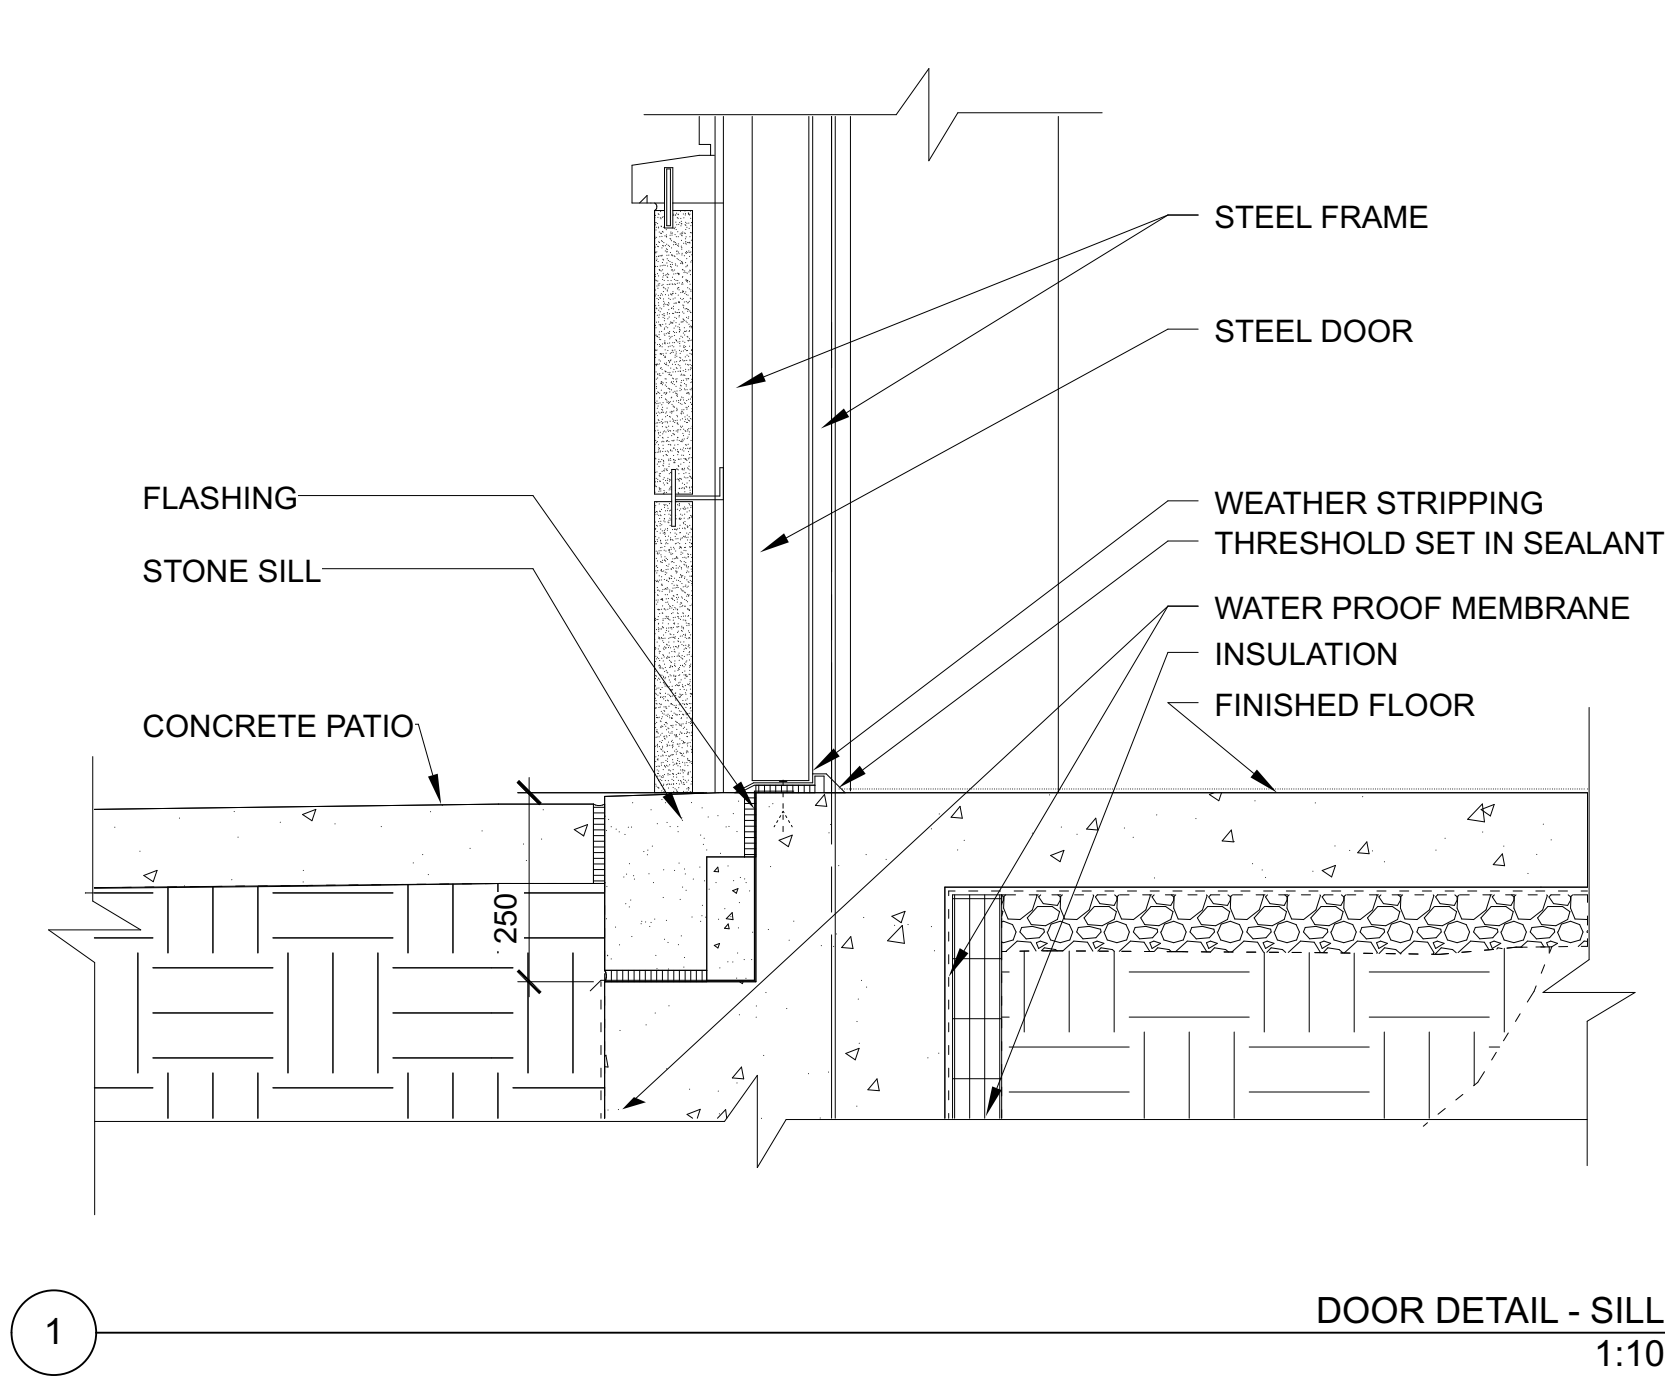 STEEL FRAME
STEEL DOOR
FLASHING
WEATHER STRIPPING
THRESHOLD SET IN SEALANT
STONE SILL
WATER PROOF MEMBRANE
INSULATION
FINISHED FLOOR
CONCRETE PATIO
250
1
DOOR DETAIL - SILL
1:10